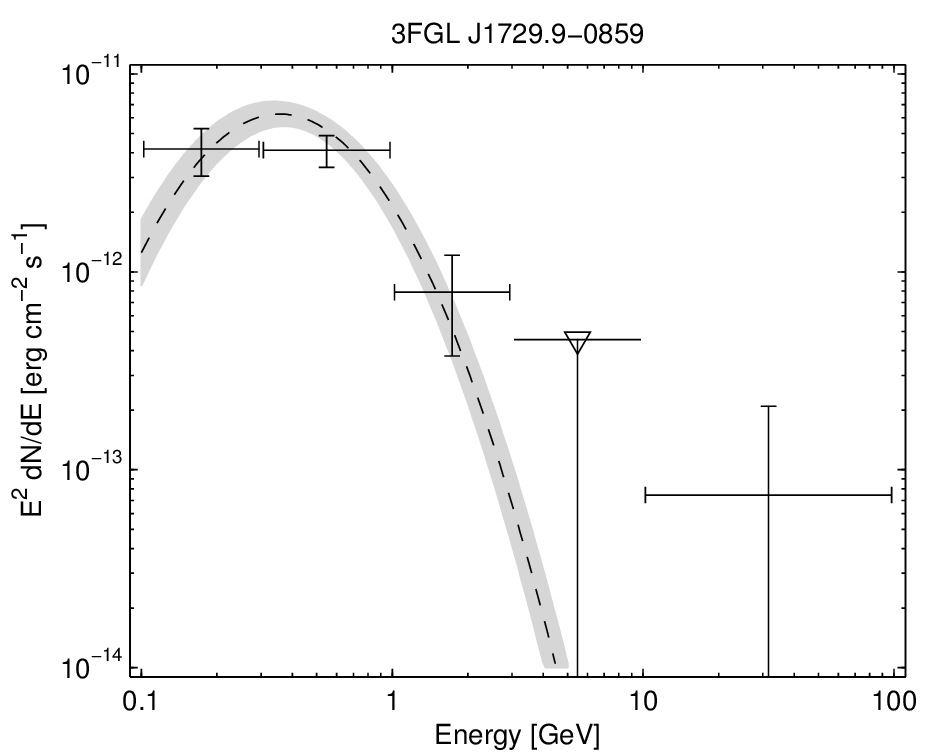 3FGL J1729.9−0859
10⁻¹¹
10⁻¹²
10⁻¹³
10⁻¹⁴
E² dN/dE [erg cm⁻² s⁻¹]
0.1 1 10 100
Energy [GeV]